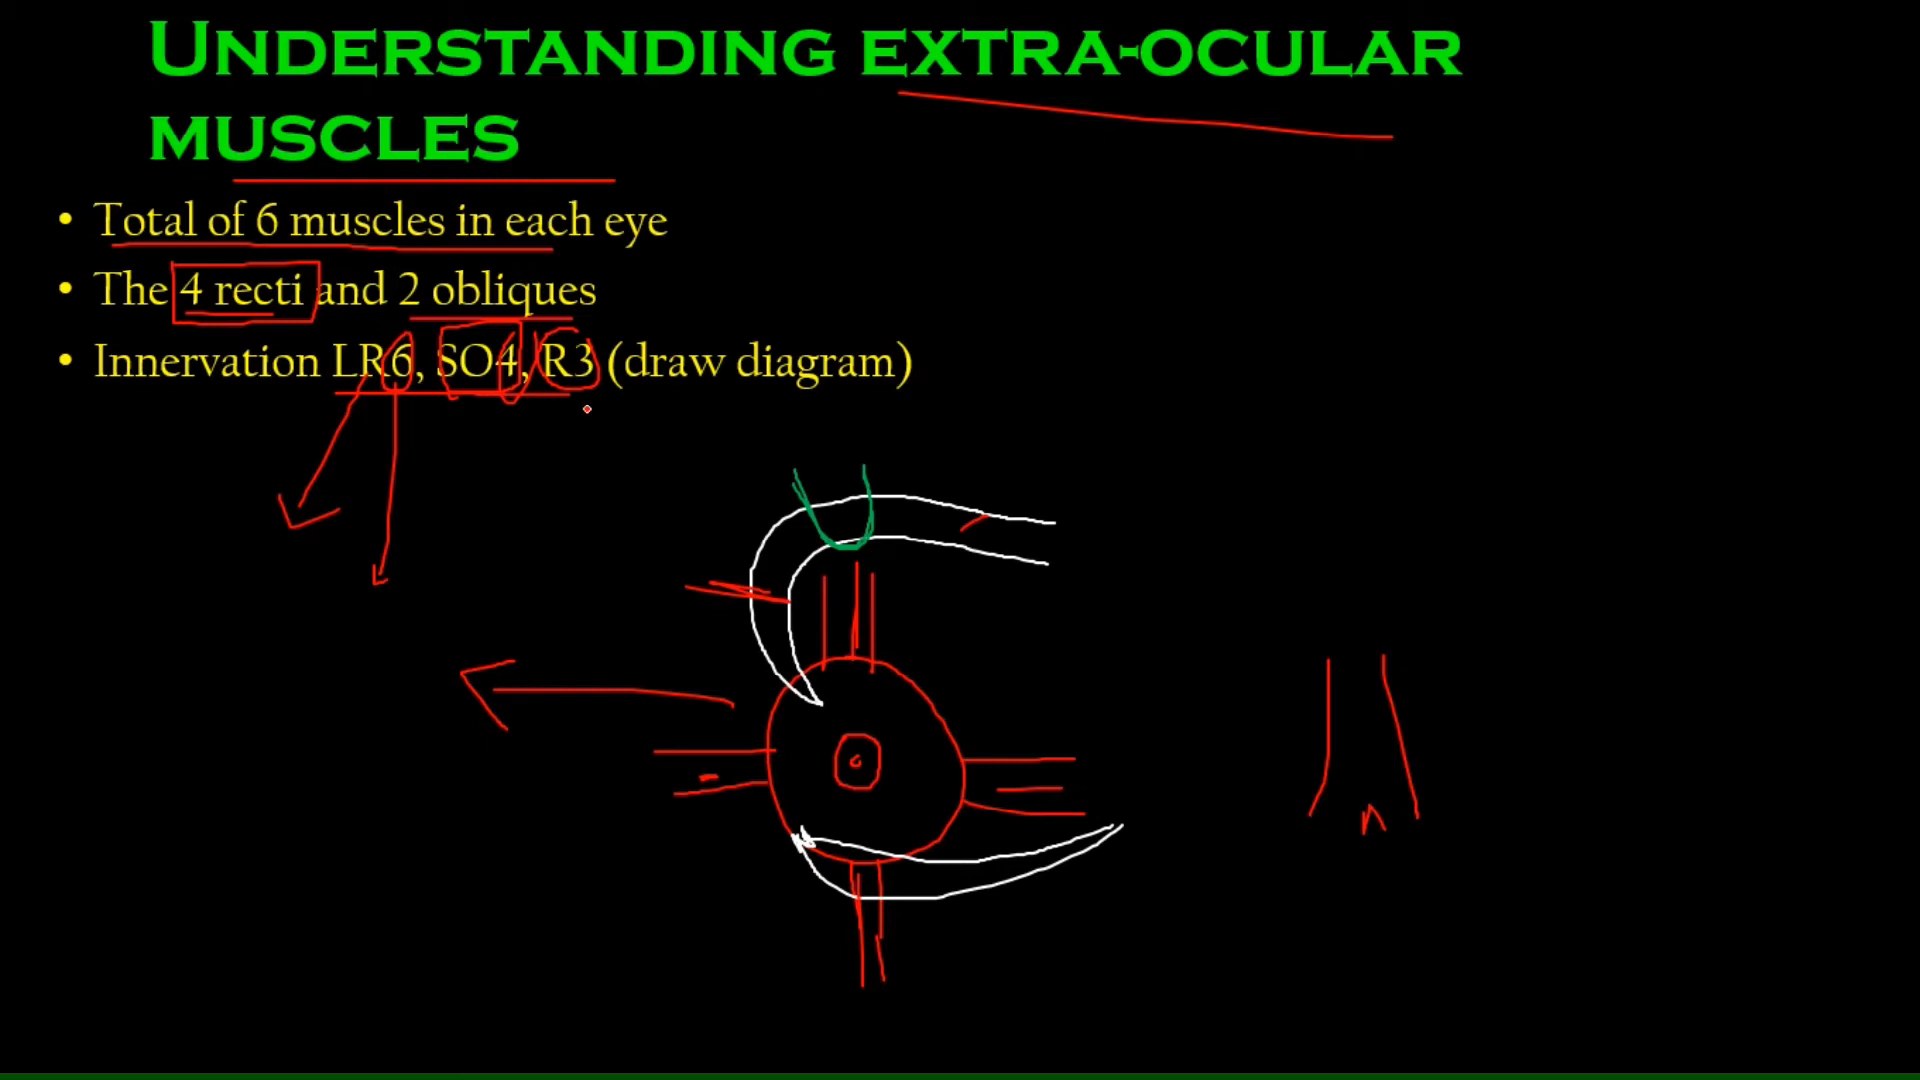 UNDERSTANDING EXTRA-OCULAR
MUSCLES
• Total of 6 muscles in each eye
• The 4 recti and 2 obliques
• Innervation LR6, SO4, R3 (draw diagram)
n